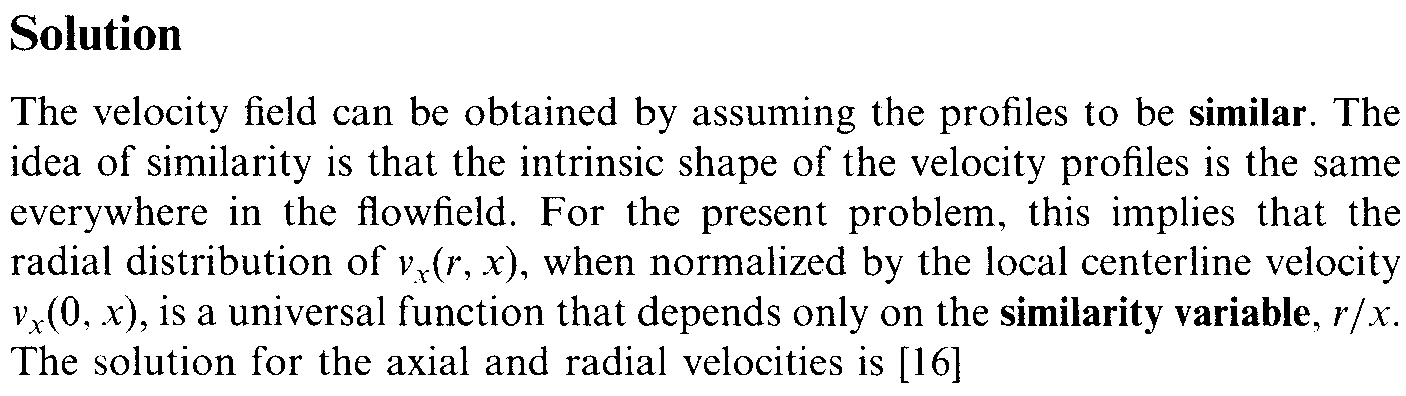 Solution
The velocity field can be obtained by assuming the profiles to be similar. The
idea of similarity is that the intrinsic shape of the velocity profiles is the same
everywhere in the flowfield. For the present problem, this implies that the
radial distribution of vₓ(r, x), when normalized by the local centerline velocity
vₓ(0, x), is a universal function that depends only on the similarity variable, r/x.
The solution for the axial and radial velocities is [16]